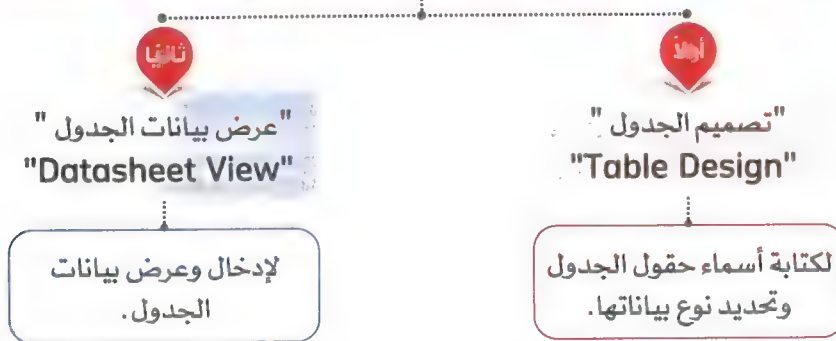 أولاً
"تصميم الجدول "
"Table Design"
لكتابة أسماء حقول الجدول
وتحديد نوع بياناتها.
ثانيًا
"عرض بيانات الجدول "
"Datasheet View"
لإدخال وعرض بيانات
الجدول.